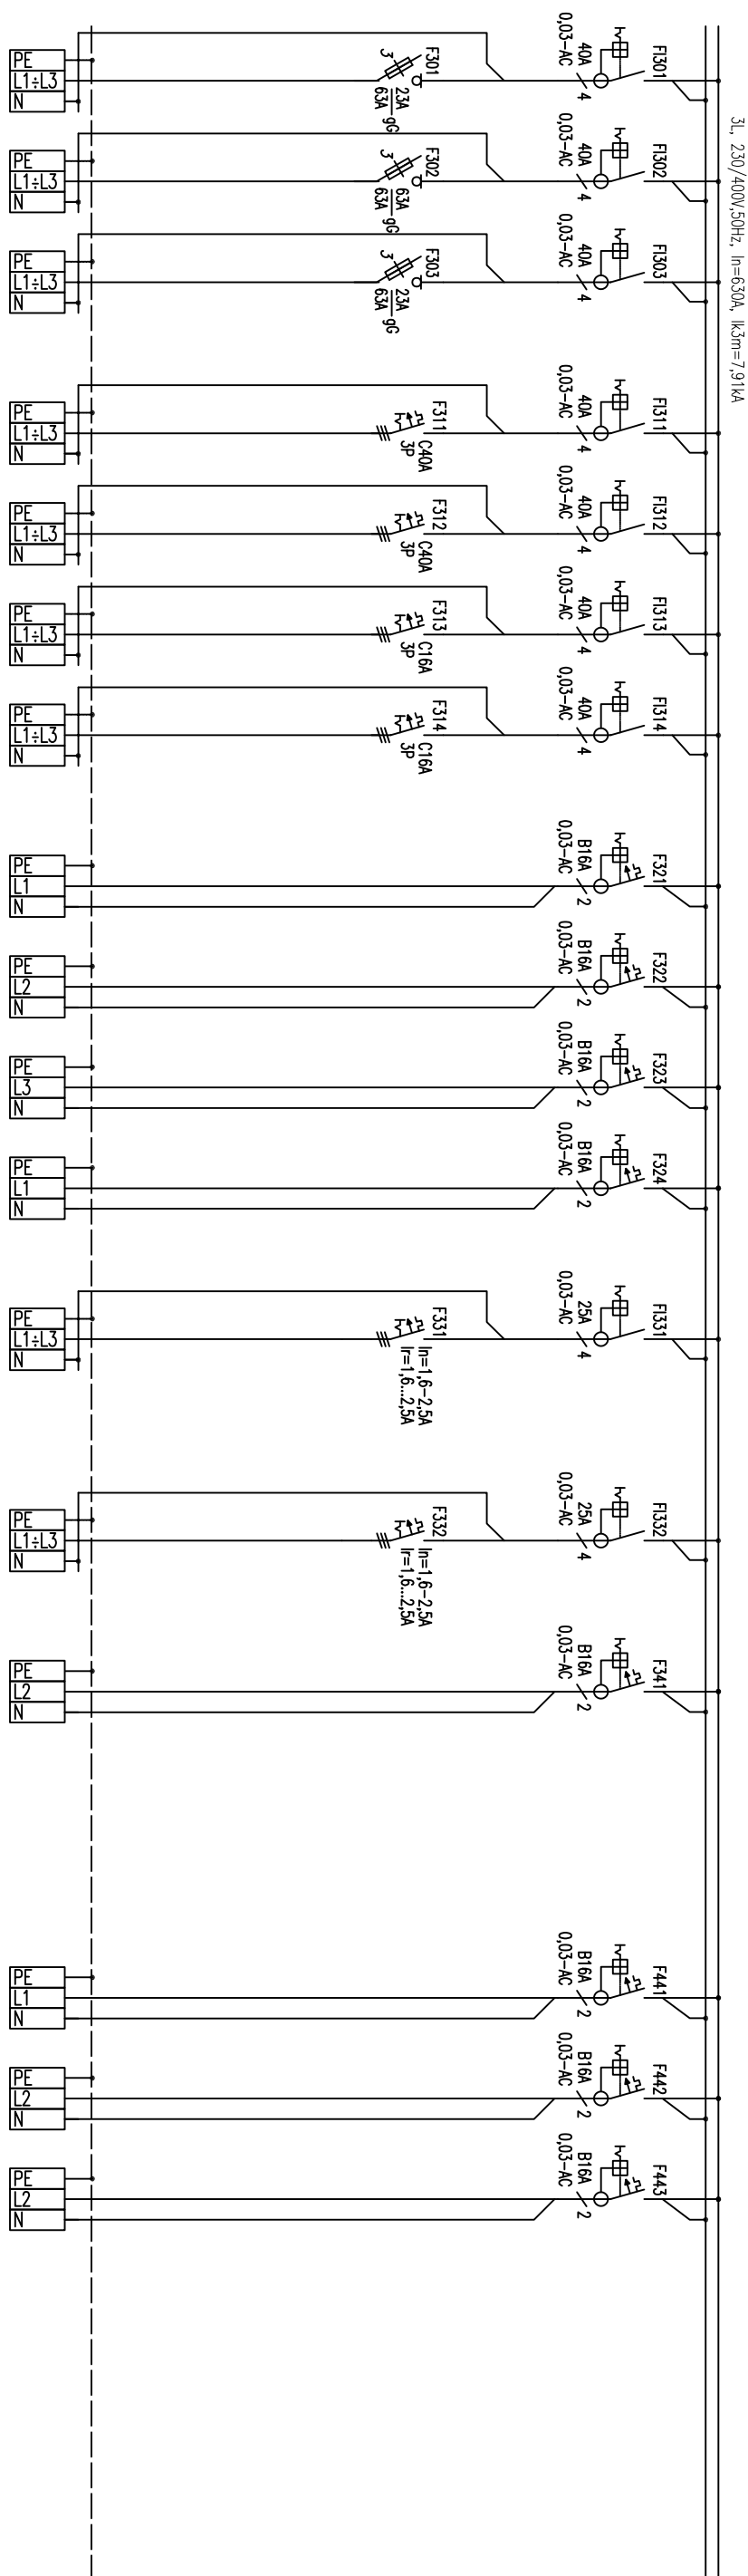 3L, 230/400V,50Hz, In=630A, Ik3m=7,91kA
FI301
40A
0,03-AC
4
F301
23A
63A
gG
3
PE
L1÷L3
N
FI302
40A
0,03-AC
4
F302
63A
63A
gG
3
PE
L1÷L3
N
FI303
40A
0,03-AC
4
F303
23A
63A
gG
3
PE
L1÷L3
N
FI311
40A
0,03-AC
4
F311
C40A
3P
PE
L1÷L3
N
FI312
40A
0,03-AC
4
F312
C40A
3P
PE
L1÷L3
N
FI313
40A
0,03-AC
4
F313
C16A
3P
PE
L1÷L3
N
FI314
40A
0,03-AC
4
F314
C16A
3P
PE
L1÷L3
N
F321
B16A
0,03-AC
2
PE
L1
N
F322
B16A
0,03-AC
2
PE
L2
N
F323
B16A
0,03-AC
2
PE
L3
N
F324
B16A
0,03-AC
2
PE
L1
N
FI331
25A
0,03-AC
4
F331
In=1,6-2,5A
Ir=1,6...2,5A
PE
L1÷L3
N
FI332
25A
0,03-AC
4
F332
In=1,6-2,5A
Ir=1,6...2,5A
PE
L1÷L3
N
F341
B16A
0,03-AC
2
PE
L2
N
F441
B16A
0,03-AC
2
PE
L1
N
F442
B16A
0,03-AC
2
PE
L2
N
F443
B16A
0,03-AC
2
PE
L2
N